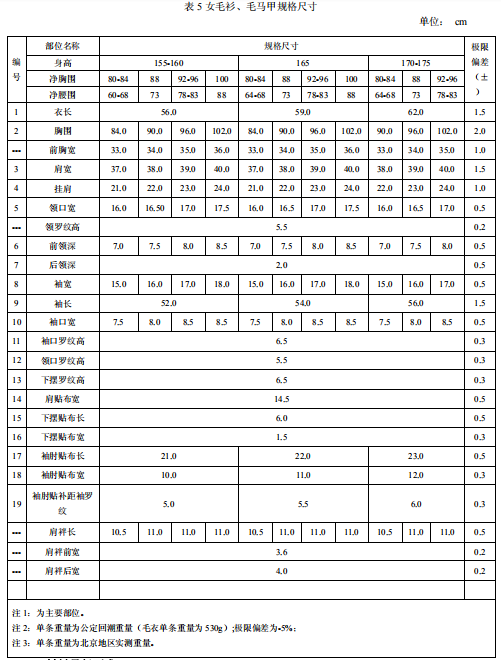 表 5 女毛衫、毛马甲规格尺寸
单位： cm
编号 部位名称 规格尺寸 极限偏差（±）
身高 155-160 165 170-175
净胸围 80-84 88 92-96 100 80-84 88 92-96 100 80-84 88 92-96
净腰围 60-68 73 78-83 88 64-68 73 78-83 88 64-68 73 78-83
1 衣长 56.0 59.0 62.0 1.5
2 胸围 84.0 90.0 96.0 102.0 84.0 90.0 96.0 102.0 90.0 96.0 102.0 2.0
--- 前胸宽 33.0 34.0 35.0 36.0 33.0 34.0 35.0 36.0 33.0 34.0 35.0 1.0
3 肩宽 37.0 38.0 39.0 40.0 37.0 38.0 39.0 40.0 38.0 39.0 40.0 1.5
4 挂肩 21.0 22.0 23.0 24.0 21.0 22.0 23.0 24.0 22.0 23.0 24.0 1.0
5 领口宽 16.0 16.50 17.0 17.5 16.0 16.5 17.0 17.5 16.0 16.5 17.0 0.5
--- 领罗纹高 5.5 0.2
6 前领深 7.0 7.5 8.0 8.5 7.0 7.5 8.0 8.5 7.0 7.5 8.0 0.5
7 后领深 2.0 0.5
8 袖宽 15.0 16.0 17.0 18.0 15.0 16.0 17.0 18.0 15.0 16.0 17.0 0.5
9 袖长 52.0 54.0 56.0 1.5
10 袖口宽 7.5 8.0 8.5 8.5 7.5 8.0 8.5 8.5 7.5 8.0 8.5 0.5
11 袖口罗纹高 6.5 0.3
12 领口罗纹高 5.5 0.3
13 下摆罗纹高 6.5 0.3
14 肩贴布宽 14.5 0.5
15 下摆贴布长 6.0 0.5
16 下摆贴布宽 1.5 0.3
17 袖肘贴布长 21.0 22.0 23.0 0.5
18 袖肘贴布宽 10.0 11.0 12.0 0.3
19 袖肘贴补距袖罗
纹 5.0 5.5 6.0 0.3
--- 肩袢长 10.5 11.0 11.0 11.0 10.5 11.0 11.0 11.0 10.5 11.0 11.0 0.5
--- 肩袢前宽 3.6 0.2
--- 肩袢后宽 4.0 0.2
注 1：为主要部位。
注 2：单条重量为公定回潮重量（毛衣单条重量为 530g）;极限偏差为-5%；
注 3：单条重量为北京地区实测重量。